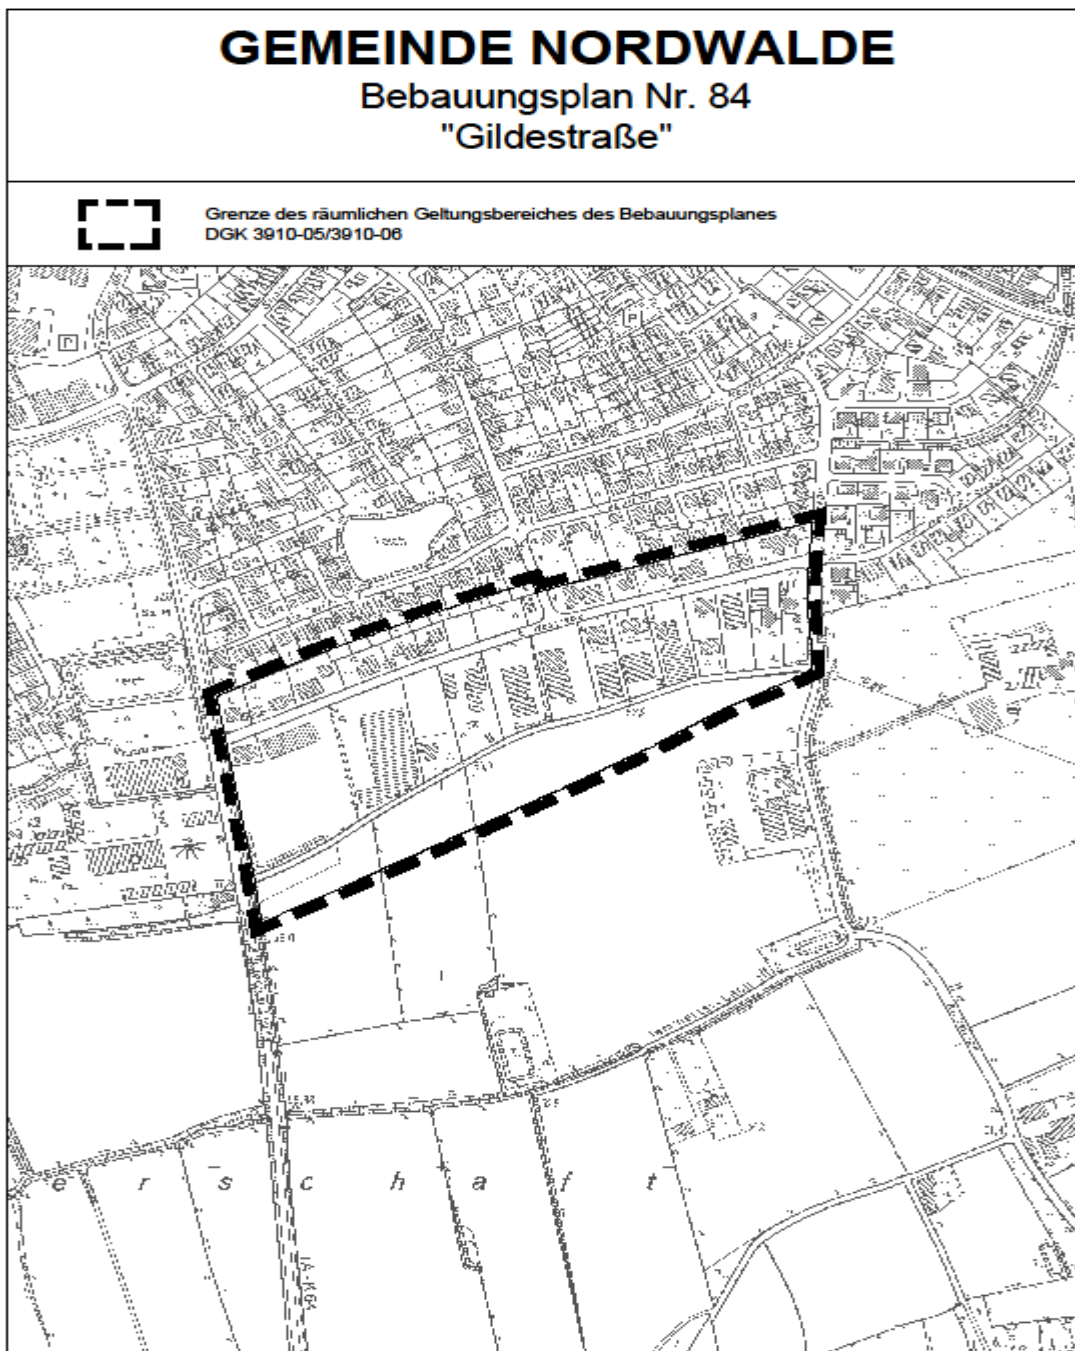 GEMEINDE NORDWALDE
Bebauungsplan Nr. 84
"Gildestraße"
Grenze des räumlichen Geltungsbereiches des Bebauungsplanes
DGK 3910-05/3910-06
P
e r s c h a f t